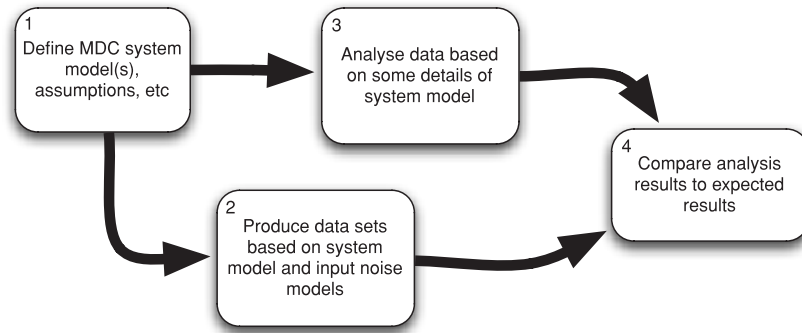 1
Define MDC system
model(s),
assumptions, etc
3
Analyse data based
on some details of
system model
2
Produce data sets
based on system
model and input noise
models
4
Compare analysis
results to expected
results